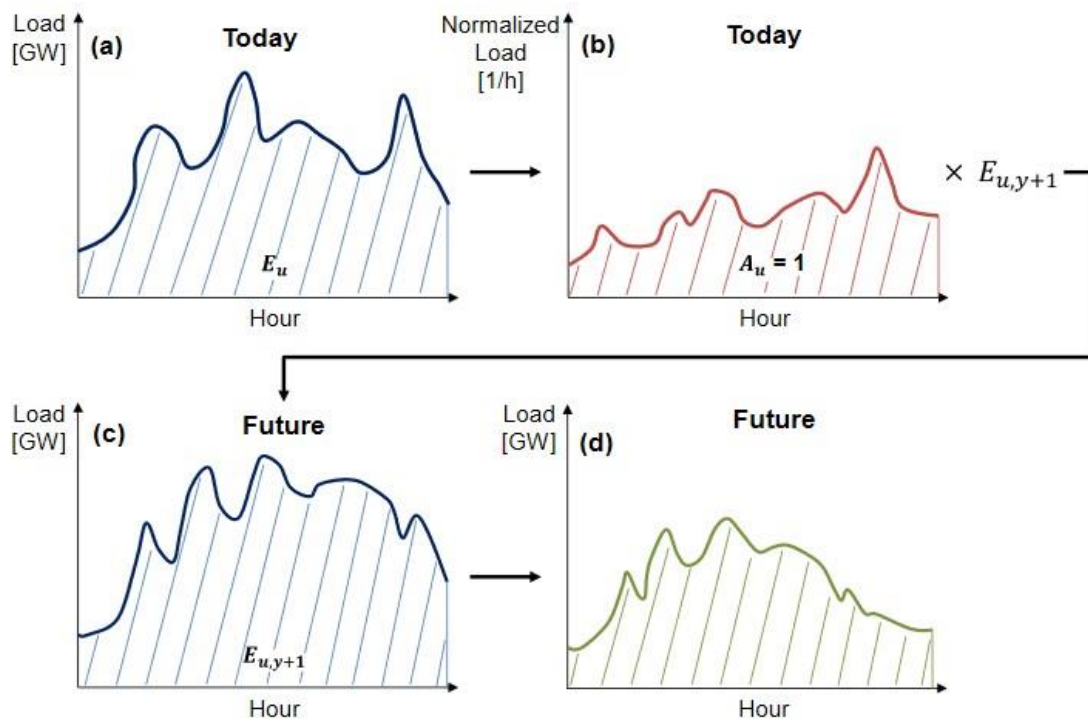 Load
[GW]
(a)
Today
E_u
Hour
Normalized
Load
[1/h]
(b)
Today
A_u = 1
Hour
× E_{u,y+1}
Load
[GW]
(c)
Future
E_{u,y+1}
Hour
Load
[GW]
(d)
Future
Hour